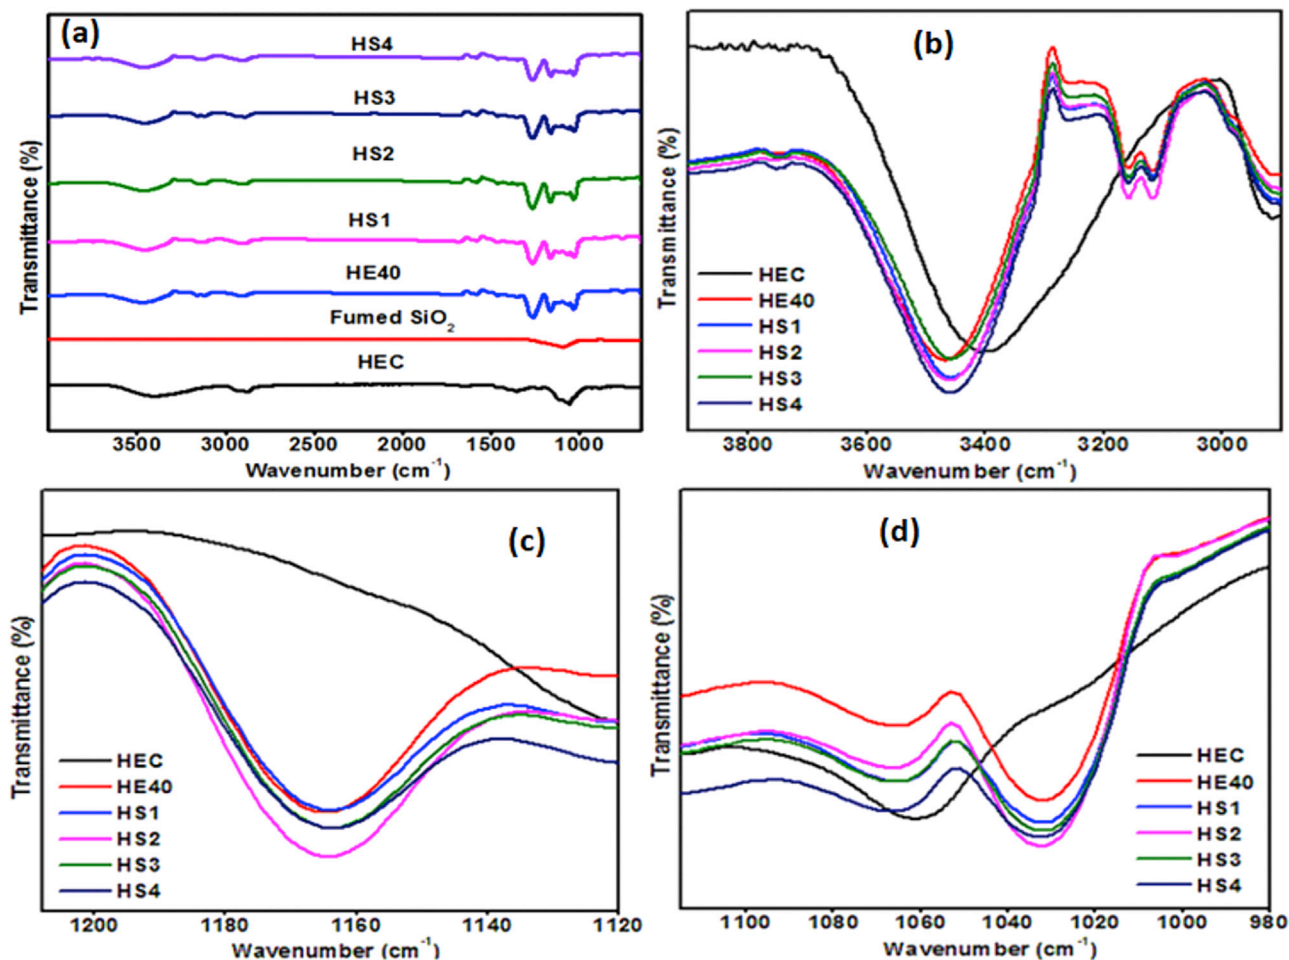 (a)
HS4
HS3
HS2
HS1
HE40
Fumed SiO2
HEC
Transmittance (%)
3500 3000 2500 2000 1500 1000
Wavenumber (cm-1)
(b)
HEC
HE40
HS1
HS2
HS3
HS4
Transmittance (%)
3800 3600 3400 3200 3000
Wavenumber (cm-1)
(c)
HEC
HE40
HS1
HS2
HS3
HS4
Transmittance (%)
1200 1180 1160 1140 1120
Wavenumber (cm-1)
(d)
HEC
HE40
HS1
HS2
HS3
HS4
Transmittance (%)
1100 1080 1060 1040 1020 1000 980
Wavenumber (cm-1)